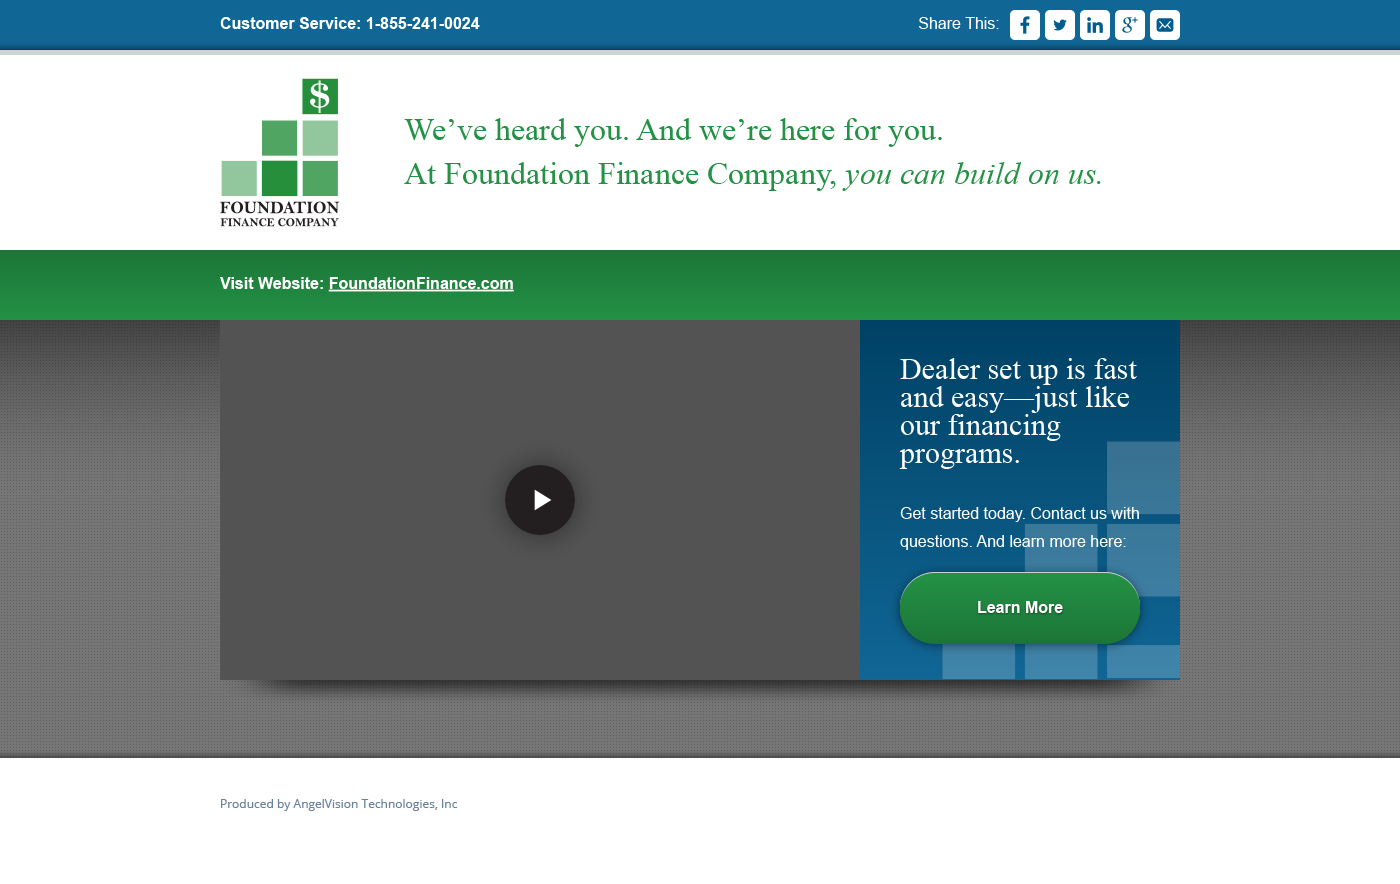 Customer Service: 1-855-241-0024
Share This:
$
FOUNDATION
FINANCE COMPANY
We’ve heard you. And we’re here for you.
At Foundation Finance Company, you can build on us.
Visit Website: FoundationFinance.com
Dealer set up is fast
and easy—just like
our financing
programs.
Get started today. Contact us with
questions. And learn more here:
Learn More
Produced by AngelVision Technologies, Inc